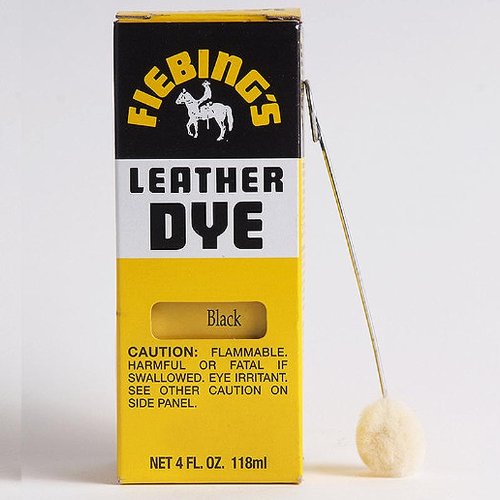 FIEBING'S
LEATHER
DYE
Black
CAUTION: FLAMMABLE.
HARMFUL OR FATAL IF
SWALLOWED. EYE IRRITANT.
SEE OTHER CAUTION ON
SIDE PANEL.
NET 4 FL. OZ. 118ml